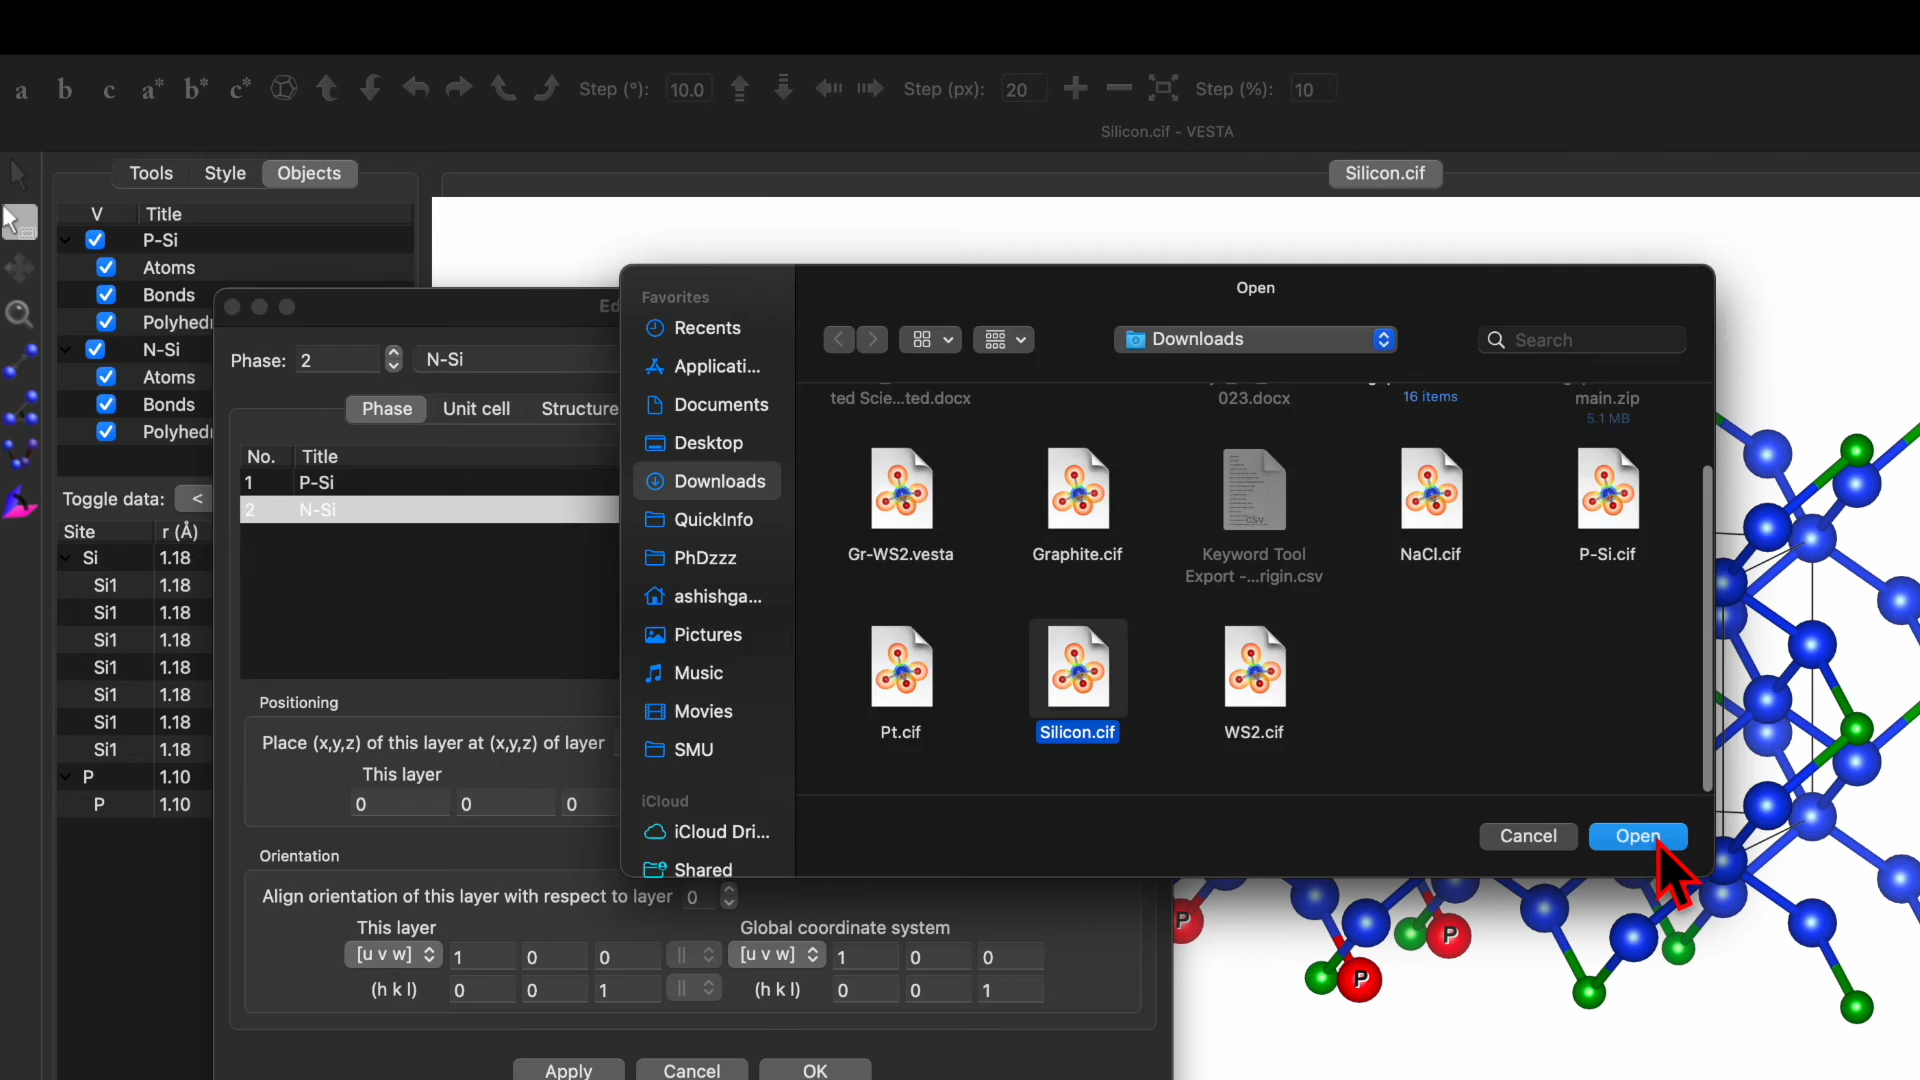 a b c a* b* c* Step (°): 10.0 Step (px): 20 Step (%): 10
Silicon.cif - VESTA
Tools Style Objects
Silicon.cif
V Title
P-Si
Atoms
Bonds
N-Si
Atoms
Bonds
Toggle data: <
Site r (Å)
Si 1.18
Si1 1.18
Si1 1.18
Si1 1.18
Si1 1.18
Si1 1.18
Si1 1.18
Si1 1.18
P 1.10
P 1.10
Phase: 2 N-Si
Phase Unit cell Structure
No. Title
1 P-Si
2 N-Si
Positioning
Place (x,y,z) of this layer at (x,y,z) of layer
This layer
0 0 0
Orientation
Align orientation of this layer with respect to layer 0
This layer Global coordinate system
[u v w] 1 0 0 || [u v w] 1 0 0
(h k l) 0 0 1 || (h k l) 0 0 1
Apply Cancel OK
Favorites
Recents
Applicati...
Documents
Desktop
Downloads
QuickInfo
PhDzzz
ashishga...
Pictures
Music
Movies
SMU
iCloud
iCloud Dri...
Shared
Open
Downloads
Search
ted Scie...ted.docx
023.docx
16 items
main.zip
5.1 MB
Gr-WS2.vesta
Graphite.cif
Keyword Tool
Export -...rigin.csv
NaCl.cif
P-Si.cif
Pt.cif
Silicon.cif
WS2.cif
Cancel Open
P
P
P